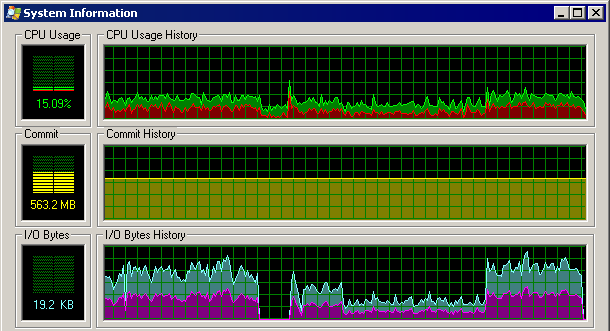 System Information
CPU Usage
CPU Usage History
15.09%
Commit
Commit History
563.2 MB
I/O Bytes
I/O Bytes History
19.2 KB